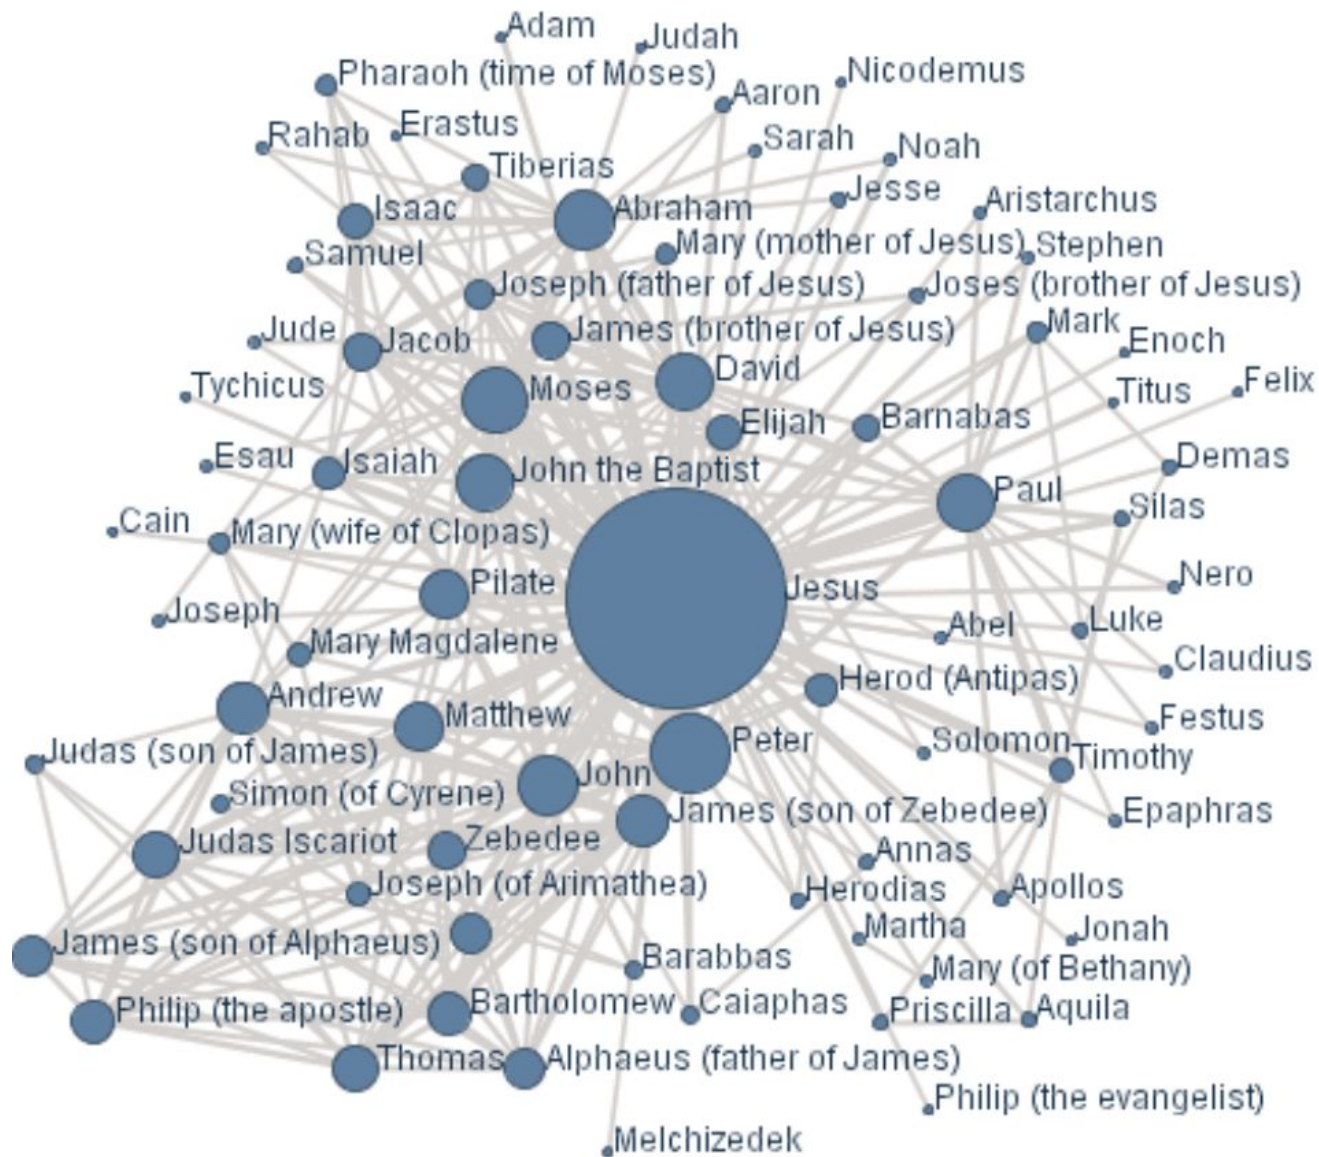 Adam
Judah
Pharaoh (time of Moses)
Nicodemus
Aaron
Erastus
Rahab
Sarah
Noah
Tiberias
Jesse
Aristarchus
Isaac
Abraham
Samuel
Mary (mother of Jesus)
Stephen
Joseph (father of Jesus)
Joses (brother of Jesus)
Jude
Jacob
James (brother of Jesus)
Mark
Enoch
Tychicus
Moses
David
Titus
Felix
Elijah
Barnabas
Esau
Isaiah
John the Baptist
Demas
Paul
Silas
Cain
Mary (wife of Clopas)
Pilate
Jesus
Nero
Joseph
Abel
Luke
Mary Magdalene
Claudius
Andrew
Matthew
Herod (Antipas)
Festus
Judas (son of James)
Peter
Solomon
Timothy
John
Simon (of Cyrene)
James (son of Zebedee)
Epaphras
Judas Iscariot
Zebedee
Annas
Joseph (of Arimathea)
Herodias
Apollos
James (son of Alphaeus)
Martha
Jonah
Barabbas
Mary (of Bethany)
Philip (the apostle)
Bartholomew
Caiaphas
Priscilla
Aquila
Thomas
Alphaeus (father of James)
Philip (the evangelist)
Melchizedek